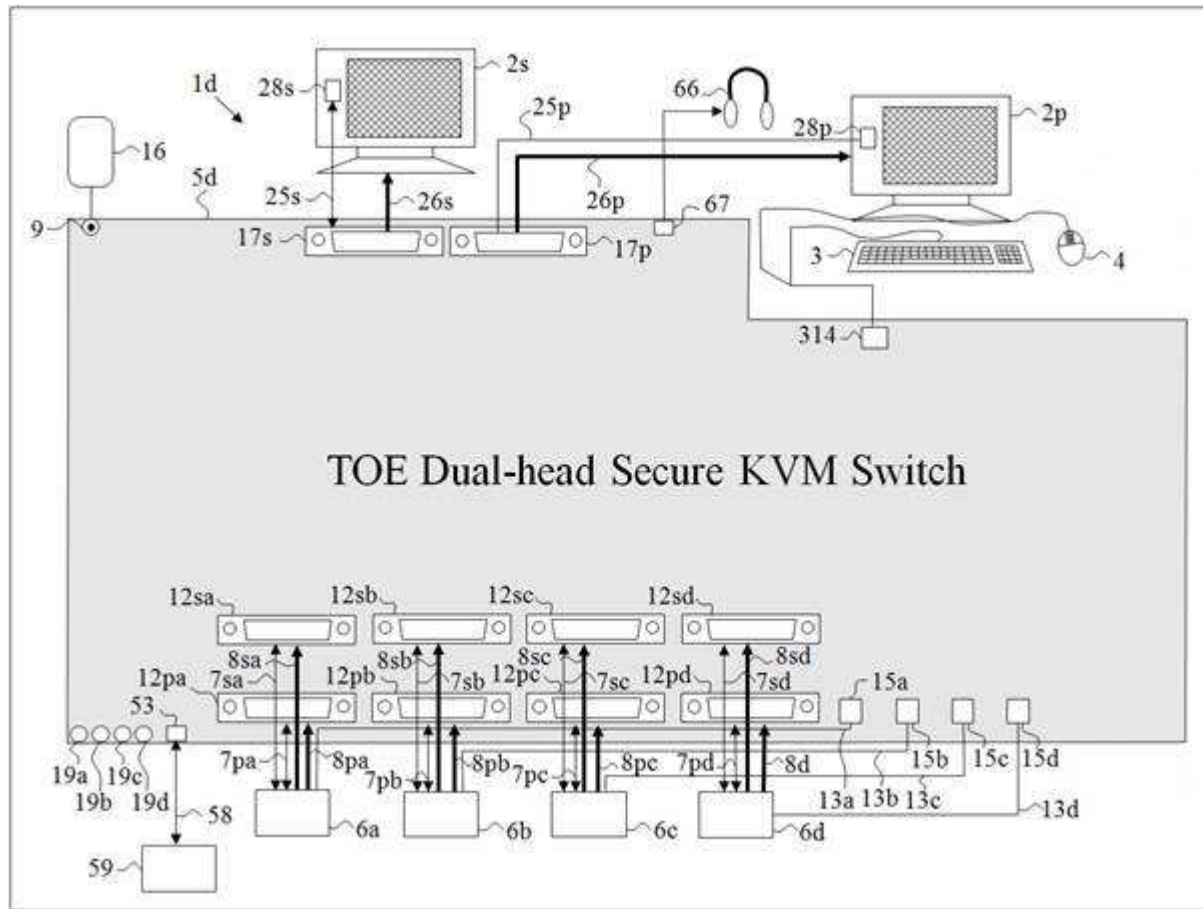 2s
28s
1d
66
25p
2p
28p
16
26p
5d
25s
26s
67
9
17s
17p
3
4
314
TOE Dual-head Secure KVM Switch
12sa
12sb
12sc
12sd
8sa
8sb
8sc
8sd
7sa
7sb
7sc
7sd
12pa
12pb
12pc
12pd
15a
53
7pa
8pa
7pb
8pb
7pc
8pc
7pd
8d
15b
15c
15d
19a
19c
19b
19d
13a
13b
13c
13d
58
6a
6b
6c
6d
59